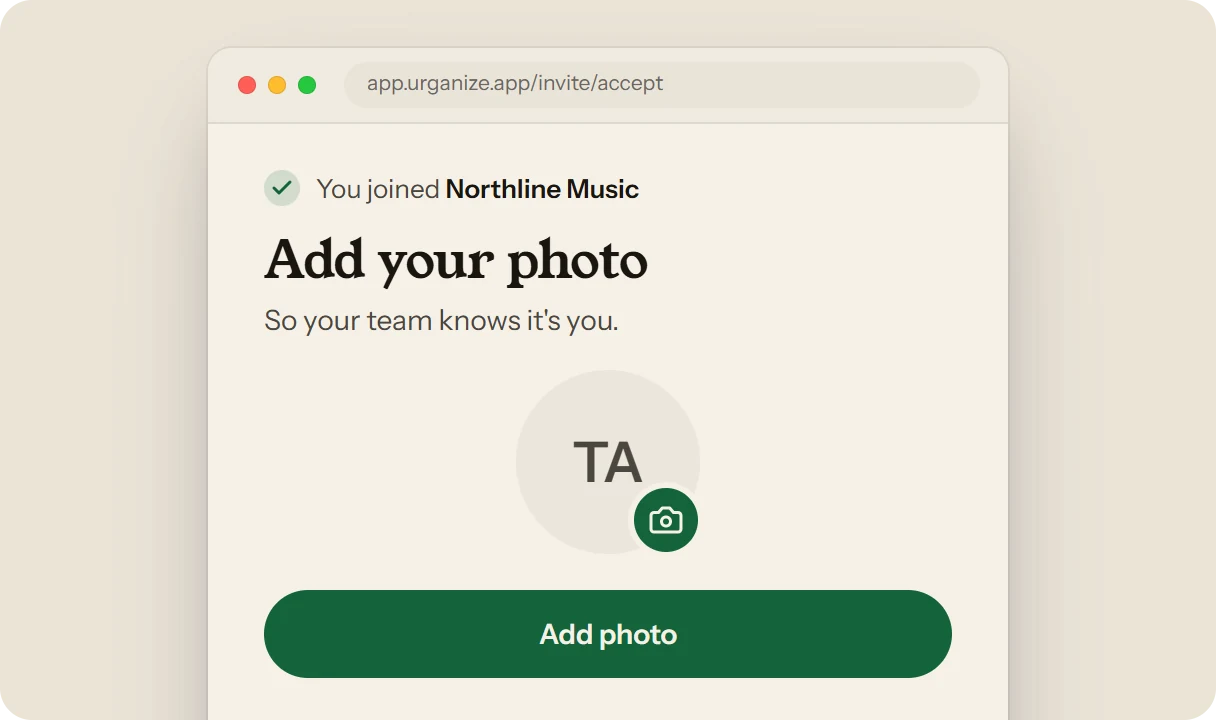 app.urganize.app/invite/accept
You joined Northline Music
Add your photo
So your team knows it's you.
TA
Add photo